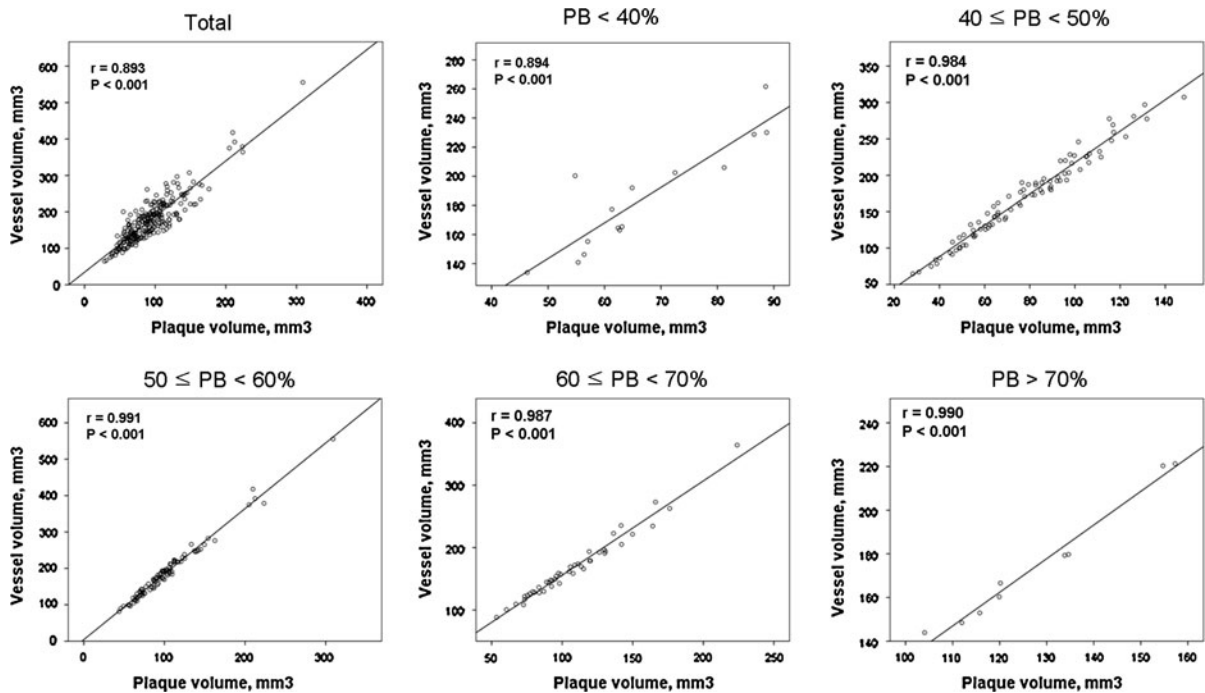 Total
r = 0.893
P < 0.001
600
500
400
300
200
100
0
0
100
200
300
400
Vessel volume, mm3
Plaque volume, mm3
PB < 40%
r = 0.894
P < 0.001
280
260
240
220
200
180
160
140
40
50
60
70
80
90
Vessel volume, mm3
Plaque volume, mm3
40 ≤ PB < 50%
r = 0.984
P < 0.001
350
300
250
200
150
100
50
20
40
60
80
100
120
140
Vessel volume, mm3
Plaque volume, mm3
50 ≤ PB < 60%
r = 0.991
P < 0.001
600
500
400
300
200
100
0
0
100
200
300
Vessel volume, mm3
Plaque volume, mm3
60 ≤ PB < 70%
r = 0.987
P < 0.001
400
300
200
100
50
100
150
200
250
Vessel volume, mm3
Plaque volume, mm3
PB > 70%
r = 0.990
P < 0.001
240
220
200
180
160
140
100
110
120
130
140
150
160
Vessel volume, mm3
Plaque volume, mm3